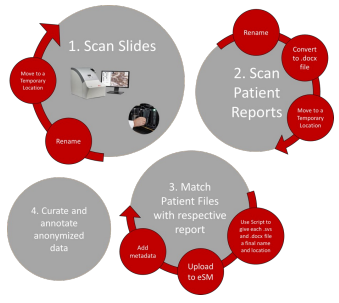 1. Scan Slides
Move to a
Temporary
Location
Rename
Rename
Convert
to .docx
file
2. Scan
Patient
Reports
Move to a
Temporary
Location
3. Match
Patient Files
with respective
report
Use Script to
give each .svs
and .docx file
a final name
and location
Upload
to eSM
Add
metadata
4. Curate and
annotate
anonymized
data